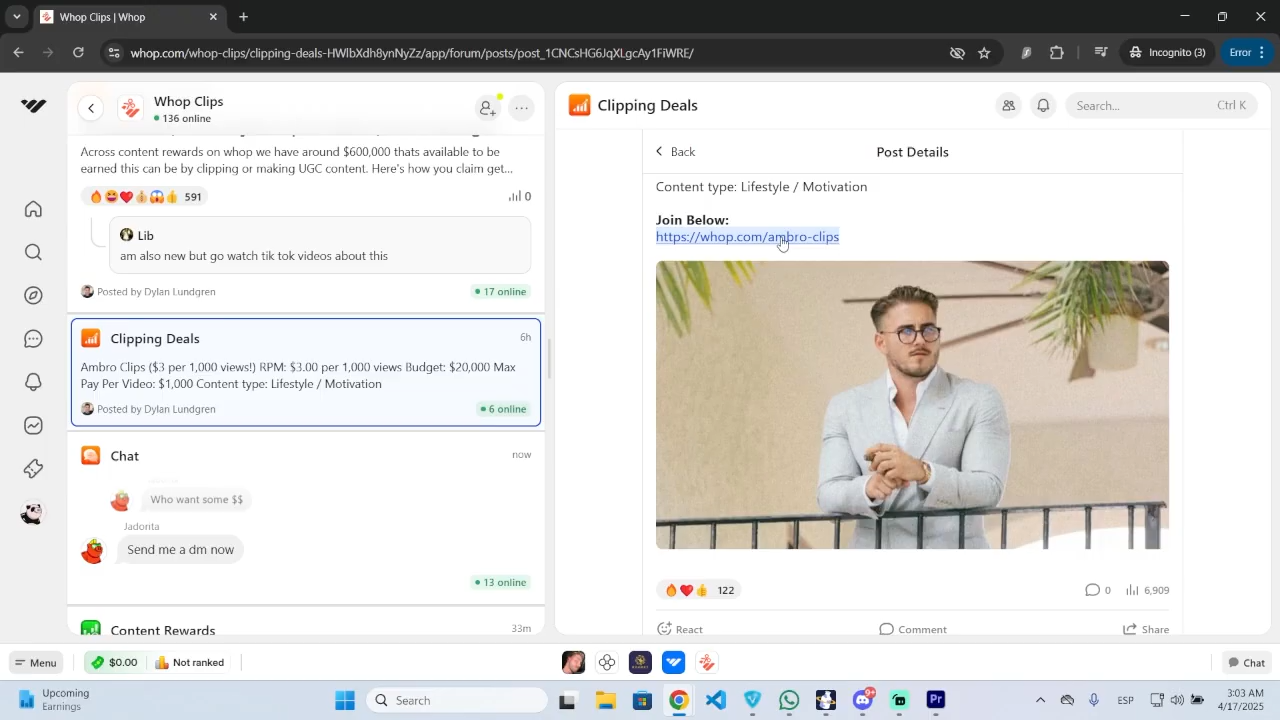 Whop Clips | Whop
whop.com/whop-clips/clipping-deals-HWlbXdh8ynNyZz/app/forum/posts/post_1CNCsHG6JqXLgcAy1FiWRE/
Incognito (3)
Error
Whop Clips
136 online
Across content rewards on whop we have around $600,000 thats available to be
earned this can be by clipping or making UGC content. Here's how you claim get...
591
0
Lib
am also new but go watch tik tok videos about this
Posted by Dylan Lundgren
17 online
Clipping Deals
6h
Ambro Clips ($3 per 1,000 views!) RPM: $3.00 per 1,000 views Budget: $20,000 Max
Pay Per Video: $1,000 Content type: Lifestyle / Motivation
Posted by Dylan Lundgren
6 online
Chat
now
Who want some $$
Jadorita
Send me a dm now
13 online
Content Rewards
33m
Clipping Deals
Search...
Ctrl K
Back
Post Details
Content type: Lifestyle / Motivation
Join Below:
https://whop.com/ambro-clips
122
0
6,909
React
Comment
Share
Menu
$0.00
Not ranked
Chat
Upcoming
Earnings
Search
9+
ESP
3:03 AM
4/17/2025